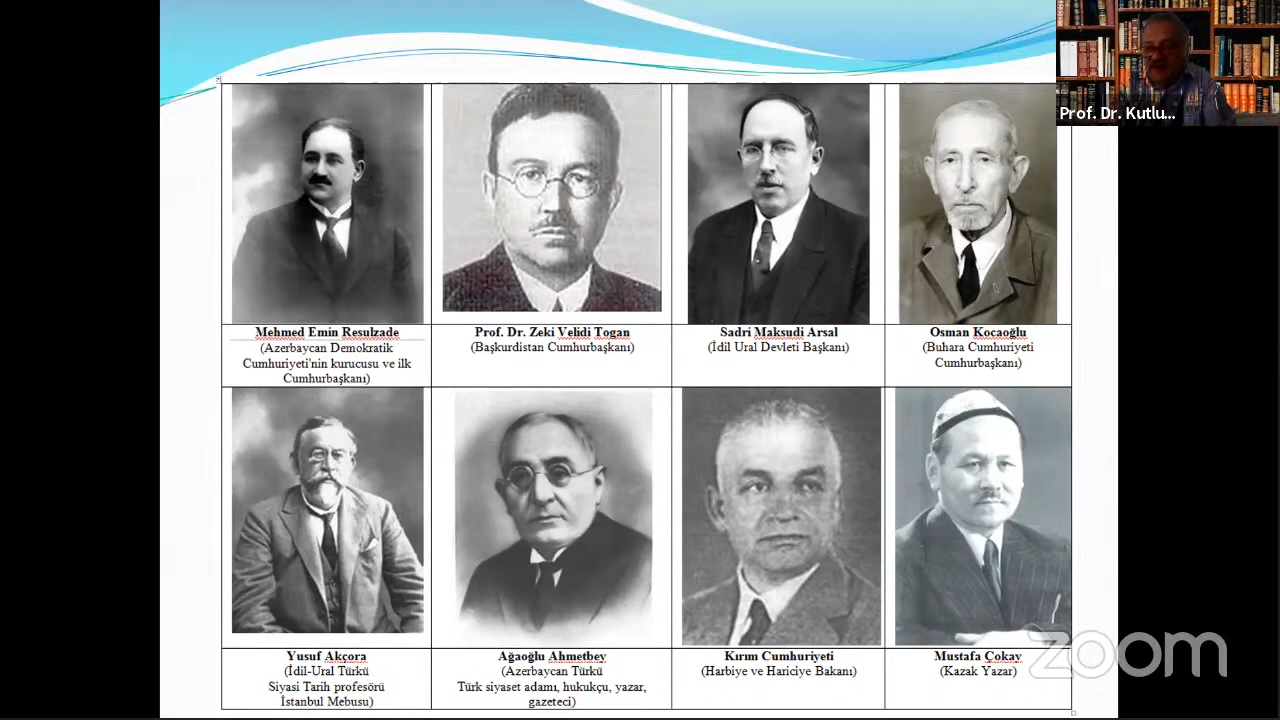 Prof. Dr. Kutlu...
Mehmed Emin Resulzade
(Azerbaycan Demokratik
Cumhuriyeti'nin kurucusu ve ilk
Cumhurbaşkanı)
Prof. Dr. Zeki Velidi Togan
(Başkurdistan Cumhurbaşkanı)
Sadri Maksudi Arsal
(İdil Ural Devleti Başkanı)
Osman Kocaoğlu
(Buhara Cumhuriyeti
Cumhurbaşkanı)
Yusuf Akçora
(İdil-Ural Türkü
Siyasi Tarih profesörü
İstanbul Mebusu)
Ağaoğlu Ahmetbey
(Azerbaycan Türkü
Türk siyaset adamı, hukukçu, yazar,
gazeteci)
Kırım Cumhuriyeti
(Harbiye ve Hariciye Bakanı)
Mustafa Çokay
(Kazak Yazar)
zoom